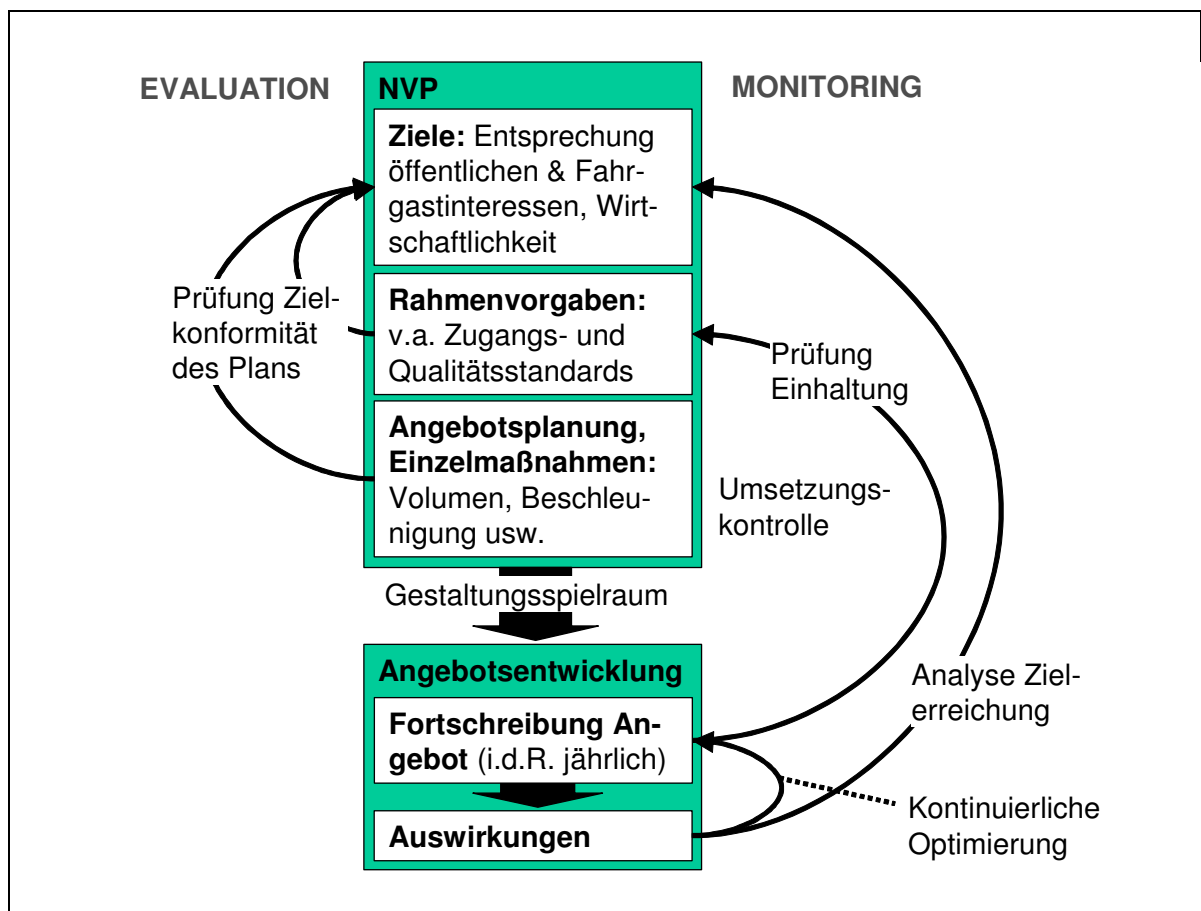 EVALUATION
NVP
MONITORING
Ziele: Entsprechung
öffentlichen & Fahr-
gastinteressen, Wirt-
schaftlichkeit
Prüfung Ziel-
konformität
des Plans
Rahmenvorgaben:
v.a. Zugangs- und
Qualitätsstandards
Prüfung
Einhaltung
Angebotsplanung,
Einzelmaßnahmen:
Volumen, Beschleu-
nigung usw.
Umsetzungs-
kontrolle
Gestaltungsspielraum
Angebotsentwicklung
Fortschreibung An-
gebot (i.d.R. jährlich)
Analyse Ziel-
erreichung
Auswirkungen
Kontinuierliche
Optimierung